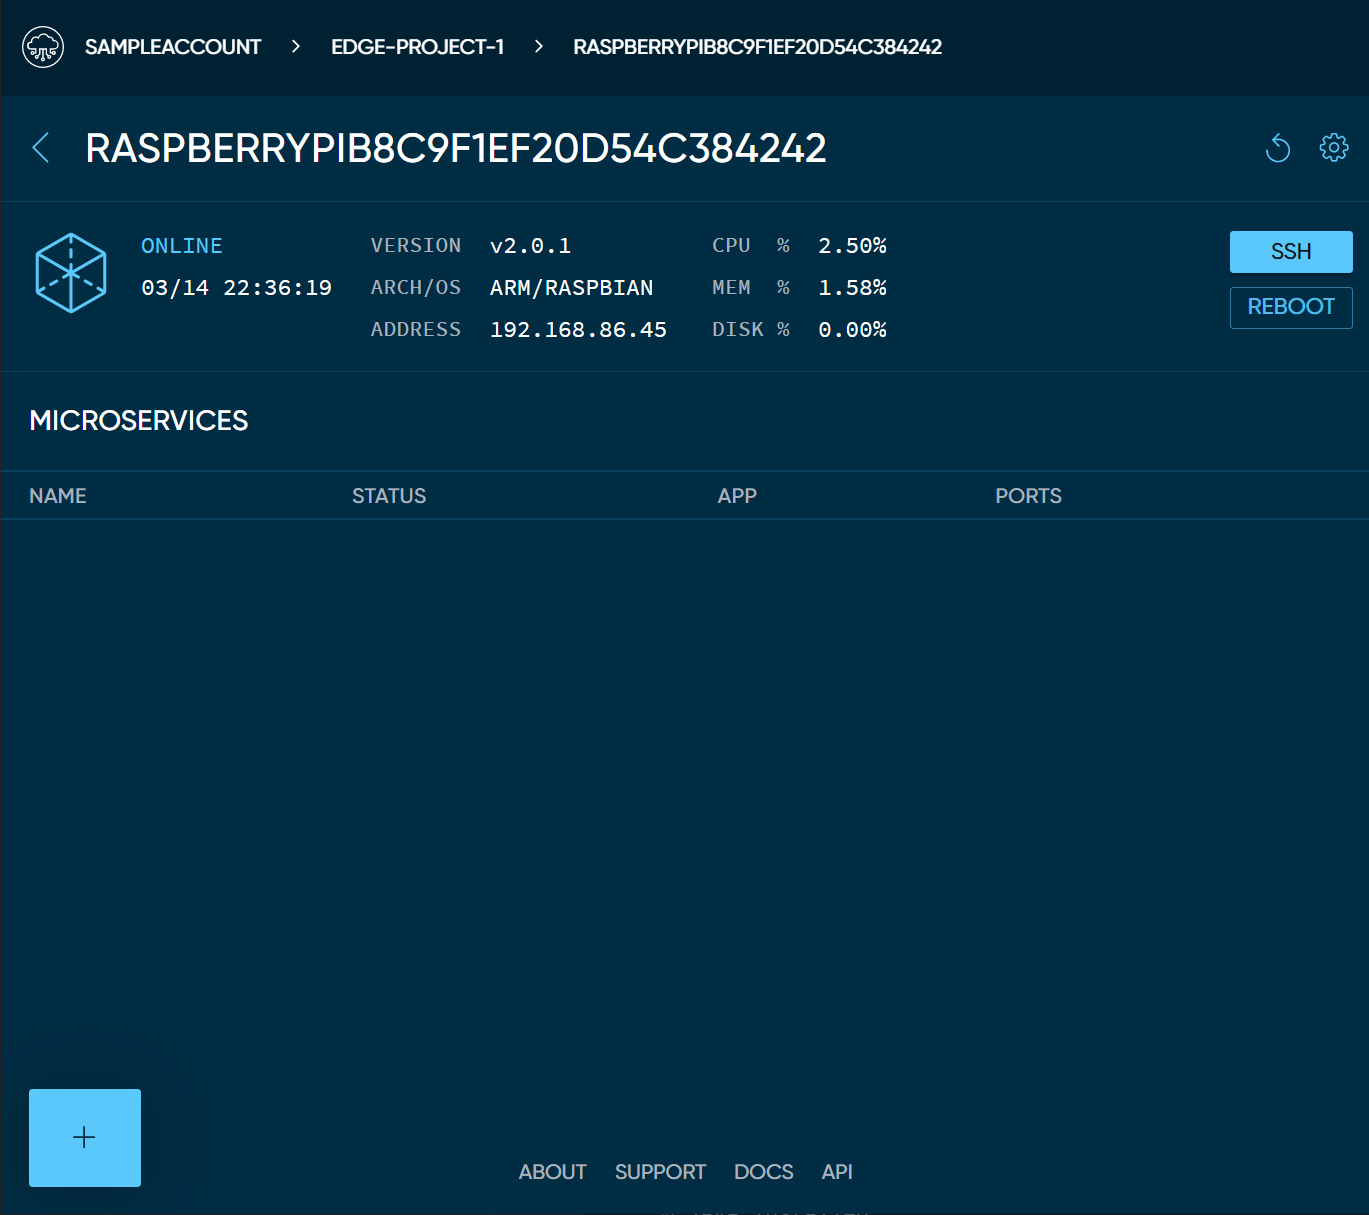 SAMPLEACCOUNT > EDGE-PROJECT-1 > RASPBERRYPIB8C9F1EF20D54C384242
RASPBERRYPIB8C9F1EF20D54C384242
ONLINE VERSION v2.0.1 CPU % 2.50% SSH
03/14 22:36:19 ARCH/OS ARM/RASPBIAN MEM % 1.58% REBOOT
ADDRESS 192.168.86.45 DISK % 0.00%
MICROSERVICES
NAME STATUS APP PORTS
+
ABOUT SUPPORT DOCS API